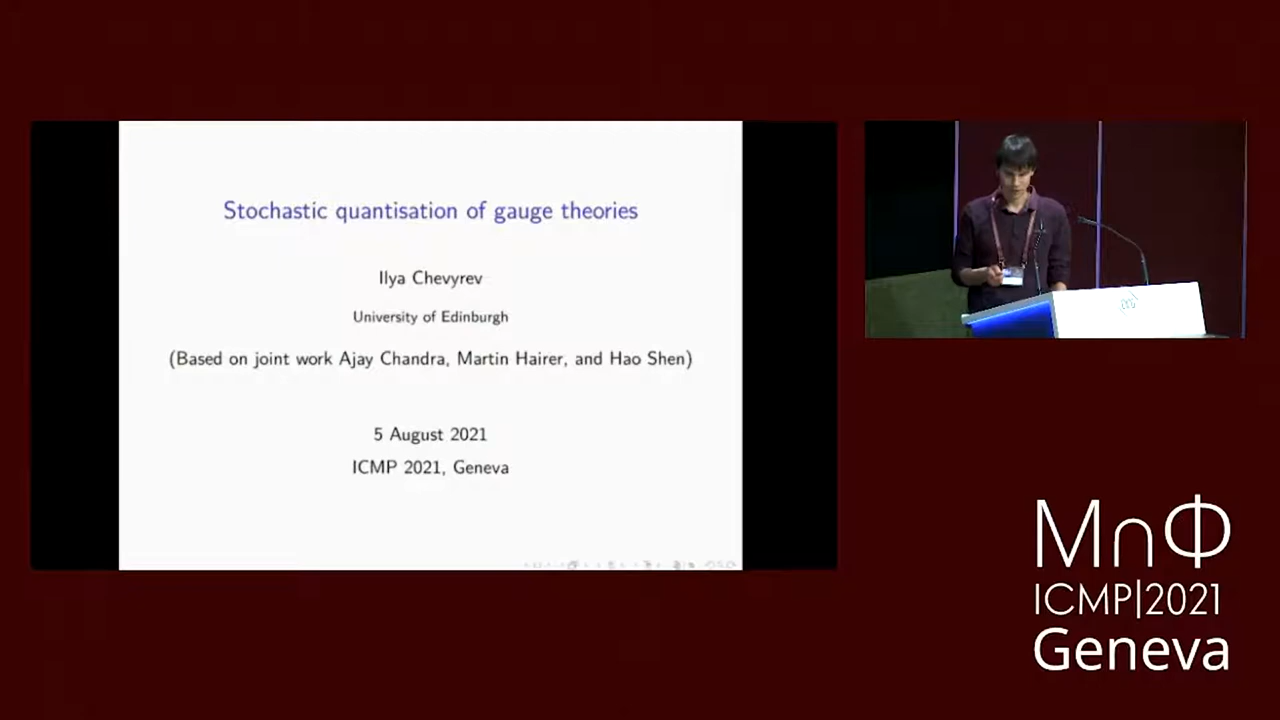 Stochastic quantisation of gauge theories
Ilya Chevyrev
University of Edinburgh
(Based on joint work Ajay Chandra, Martin Hairer, and Hao Shen)
5 August 2021
ICMP 2021, Geneva
M∩Φ
ICMP|2021
Geneva